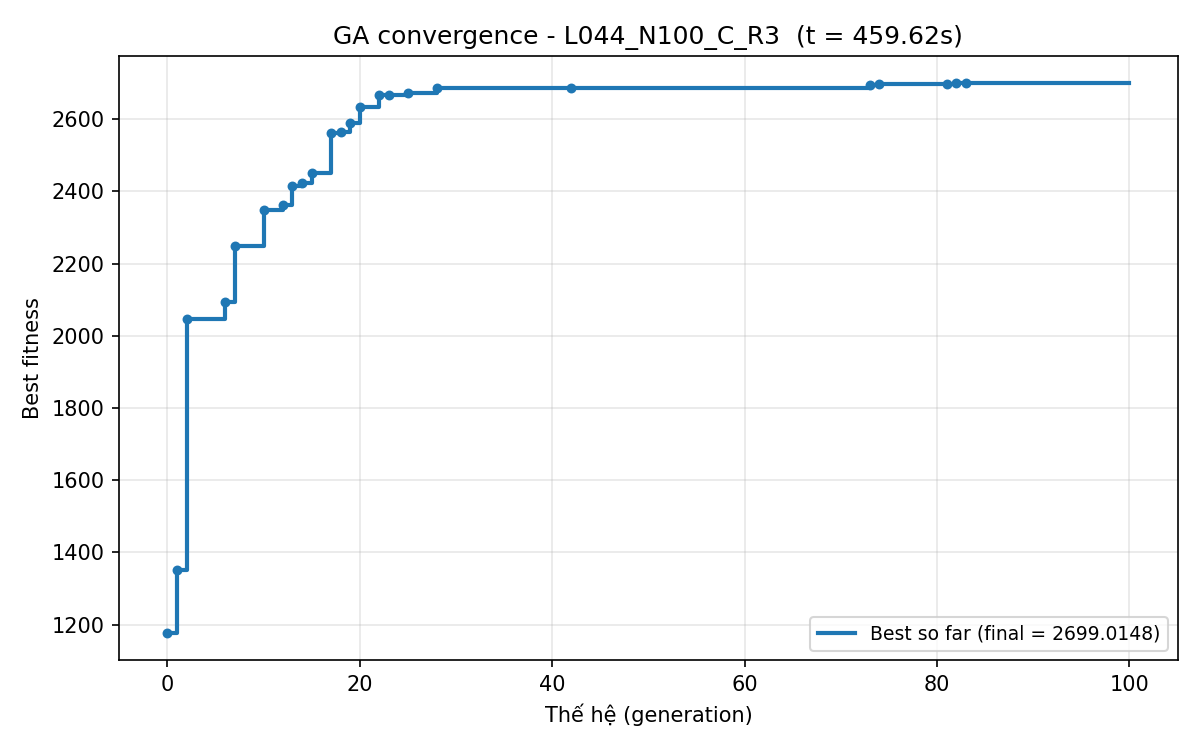 GA convergence - L044_N100_C_R3  (t = 459.62s)
Best fitness
2600
2400
2200
2000
1800
1600
1400
1200
Best so far (final = 2699.0148)
0 20 40 60 80 100
Thế hệ (generation)